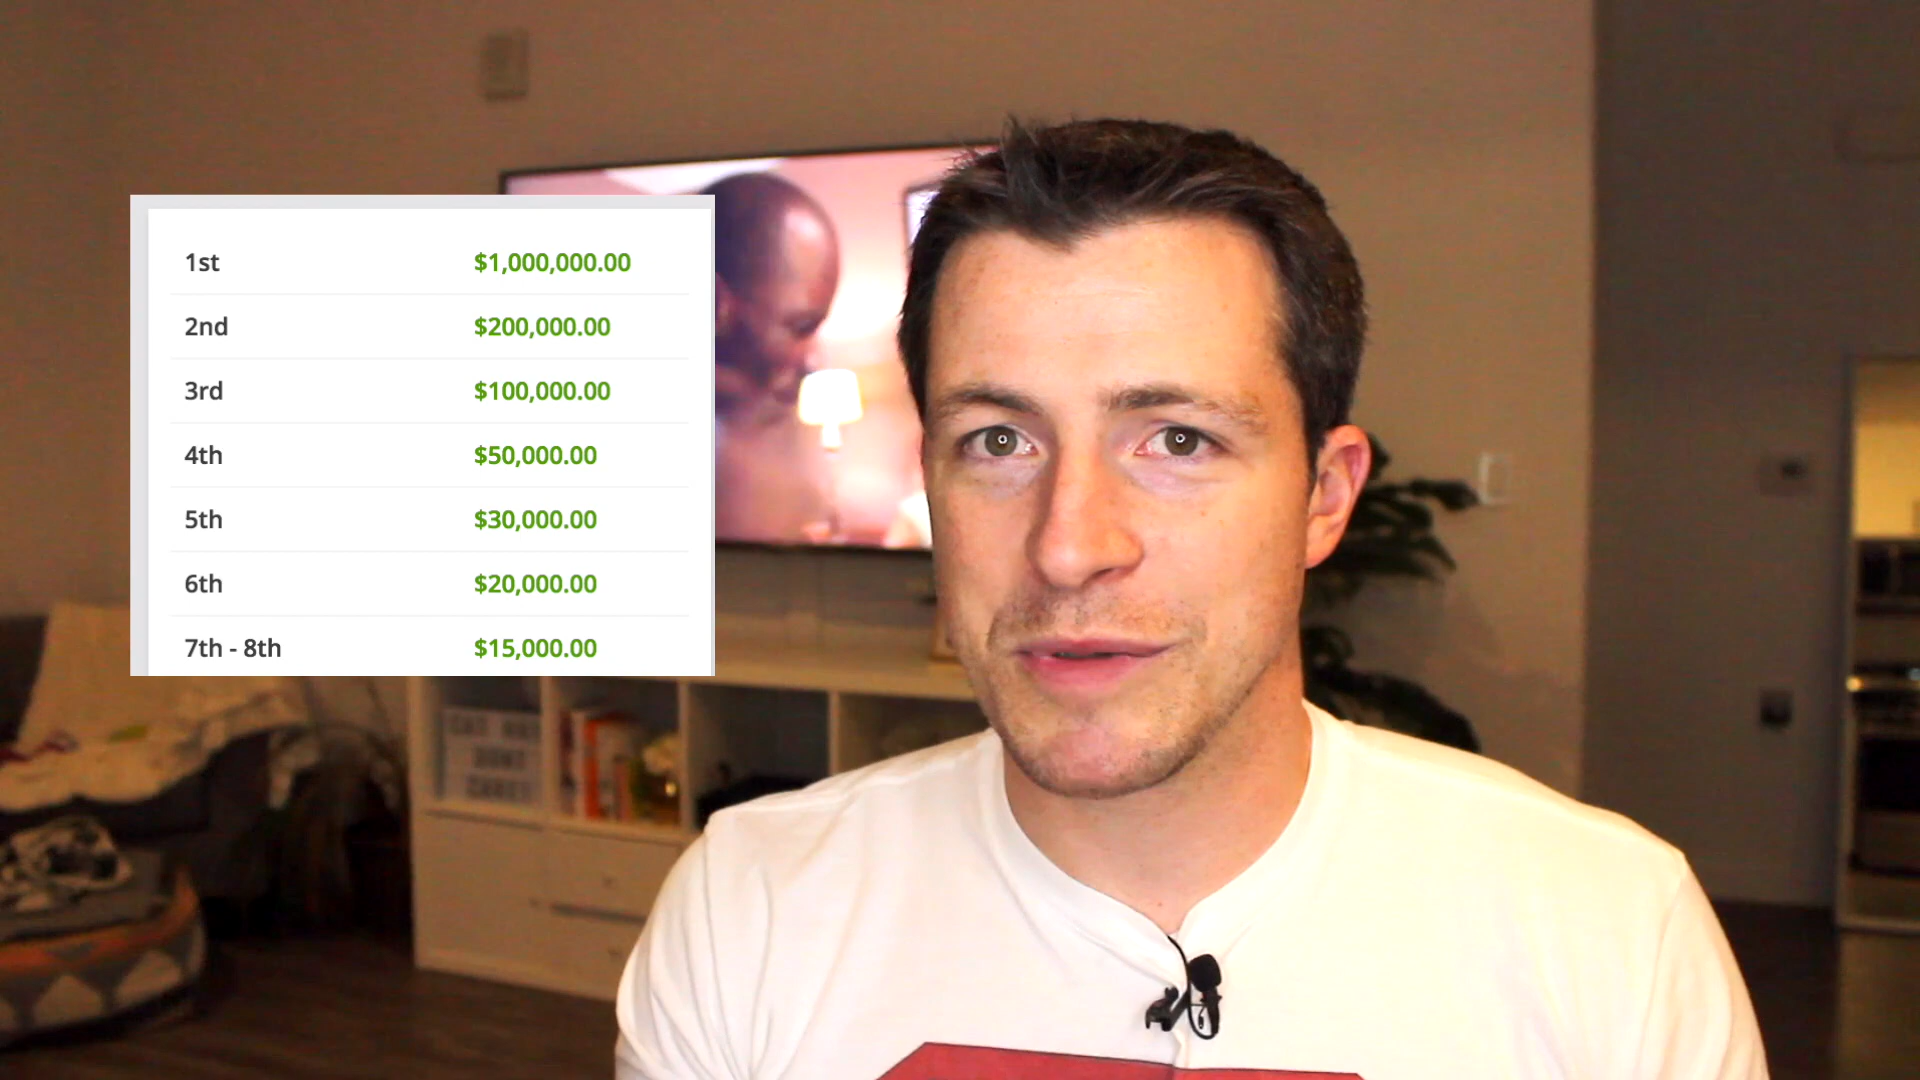 1st $1,000,000.00
2nd $200,000.00
3rd $100,000.00
4th $50,000.00
5th $30,000.00
6th $20,000.00
7th - 8th $15,000.00